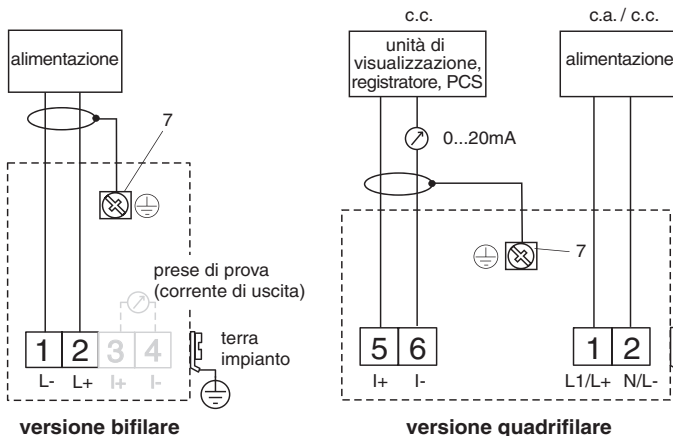 alimentazione
7
prese di prova
(corrente di uscita)
1 2 3 4
L- L+ I+ I-
terra
impianto
versione bifilare
c.c.
unità di
visualizzazione,
registratore, PCS
0...20mA
7
5 6
I+ I-
c.a. / c.c.
alimentazione
1 2
L1/L+ N/L-
versione quadrifilare